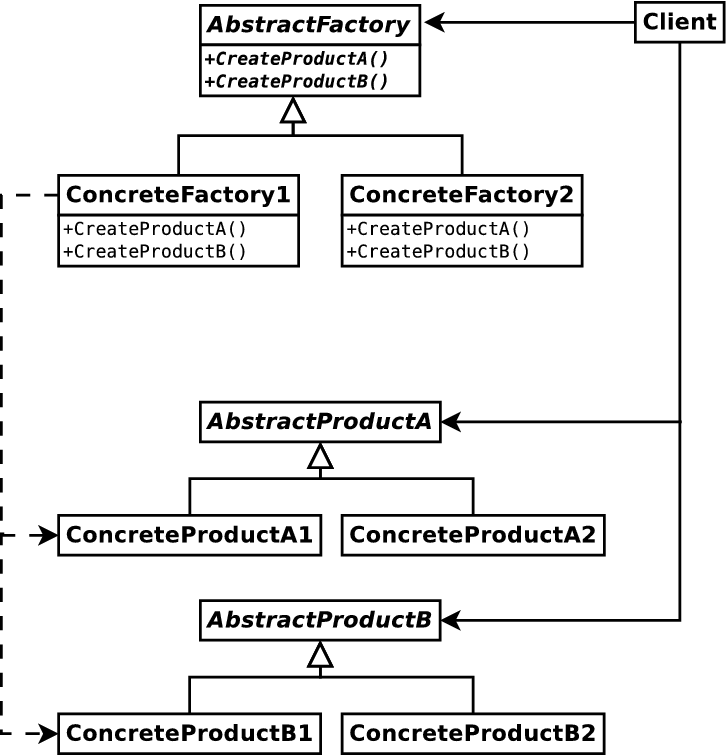 AbstractFactory
Client
+CreateProductA()
+CreateProductB()
ConcreteFactory1
ConcreteFactory2
+CreateProductA()
+CreateProductA()
+CreateProductB()
+CreateProductB()
AbstractProductA
ConcreteProductA1
ConcreteProductA2
AbstractProductB
ConcreteProductB1
ConcreteProductB2